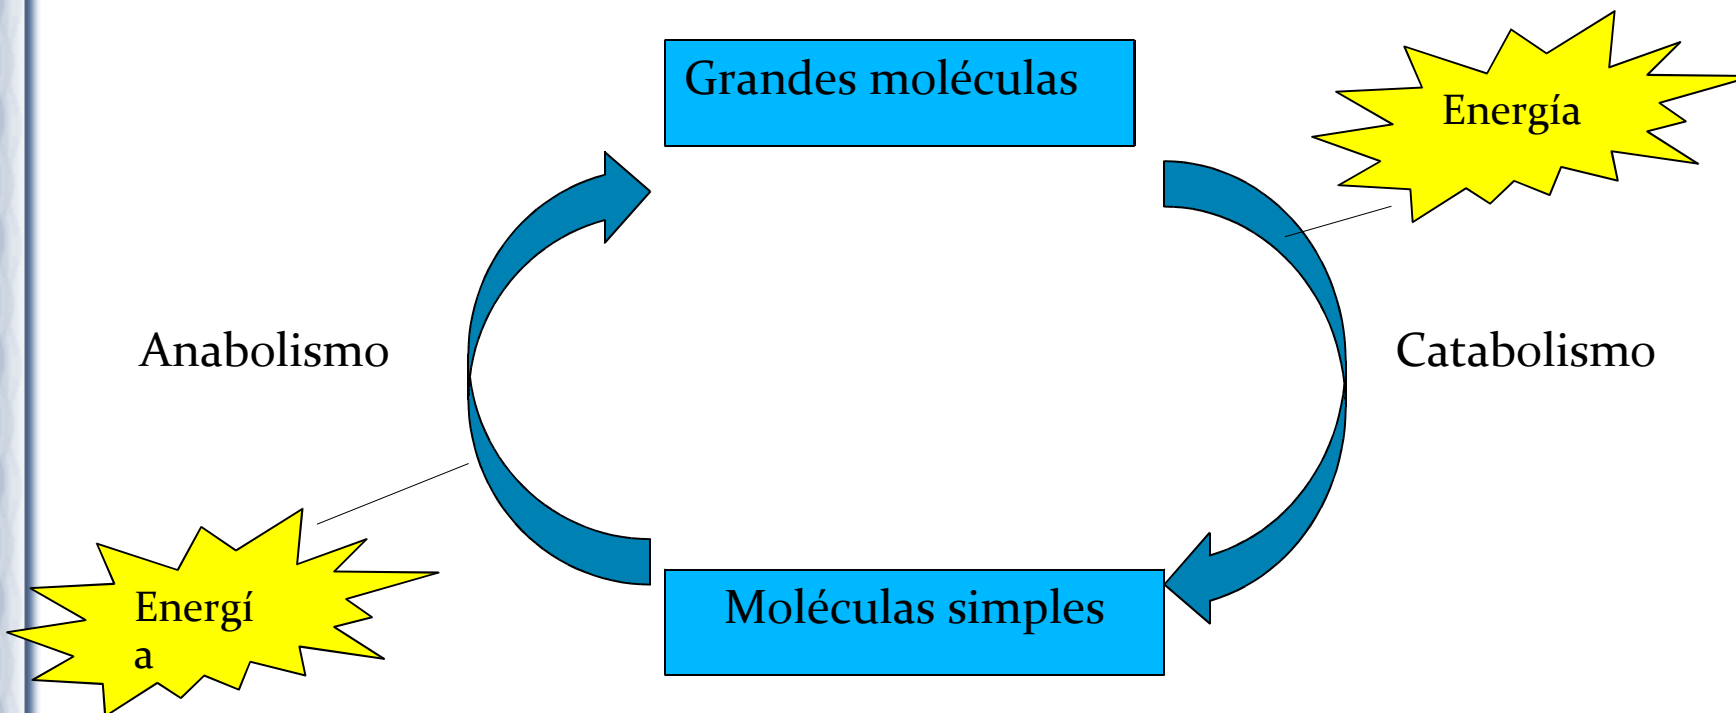 Grandes moléculas
Energía
Anabolismo
Catabolismo
Energí
a
Moléculas simples